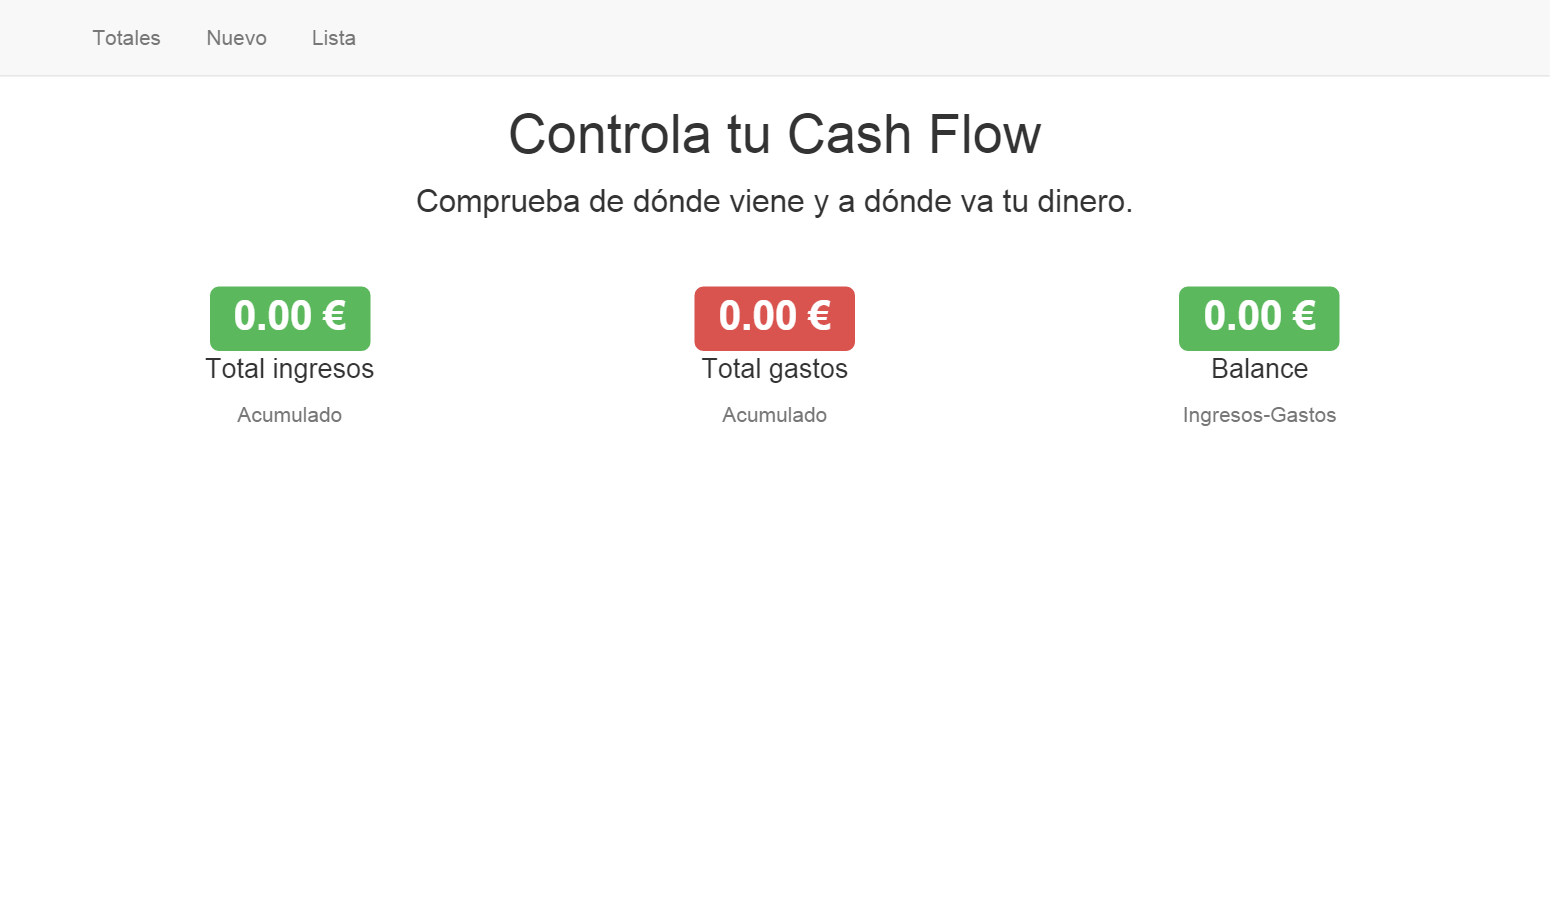 Totales Nuevo Lista
Controla tu Cash Flow
Comprueba de dónde viene y a dónde va tu dinero.
0.00 € 0.00 € 0.00 €
Total ingresos Total gastos Balance
Acumulado Acumulado Ingresos-Gastos